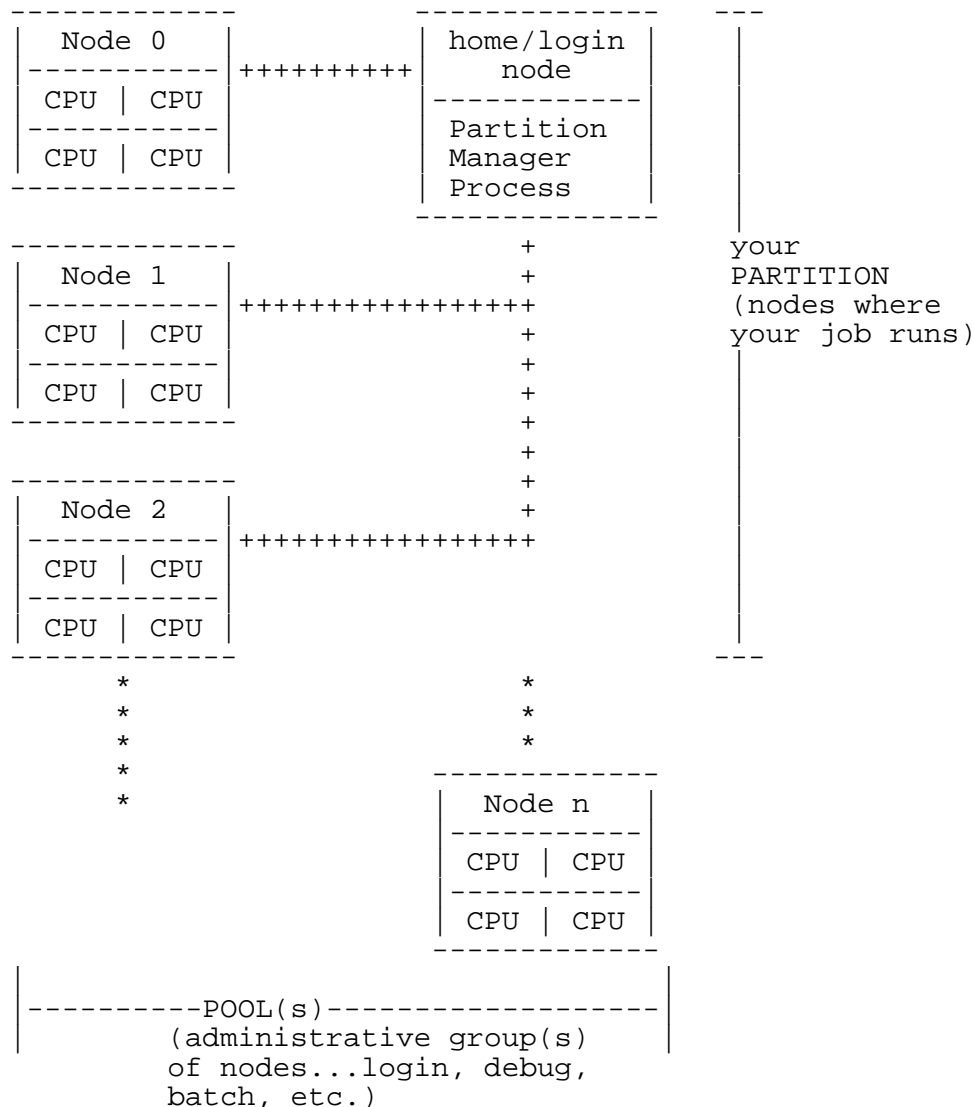 Node 0
CPU | CPU
CPU | CPU
home/login
node
Partition
Manager
Process
Node 1
CPU | CPU
CPU | CPU
your
PARTITION
(nodes where
your job runs)
Node 2
CPU | CPU
CPU | CPU
Node n
CPU | CPU
CPU | CPU
POOL(s)
(administrative group(s)
of nodes...login, debug,
batch, etc.)